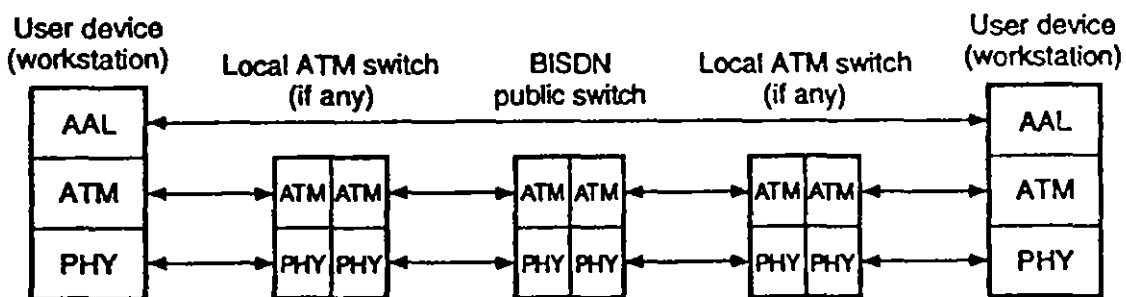 User device
(workstation)
Local ATM switch
(if any)
BISDN
public switch
Local ATM switch
(if any)
User device
(workstation)
AAL
AAL
ATM
ATM ATM
ATM ATM
ATM ATM
ATM
PHY
PHY PHY
PHY PHY
PHY PHY
PHY